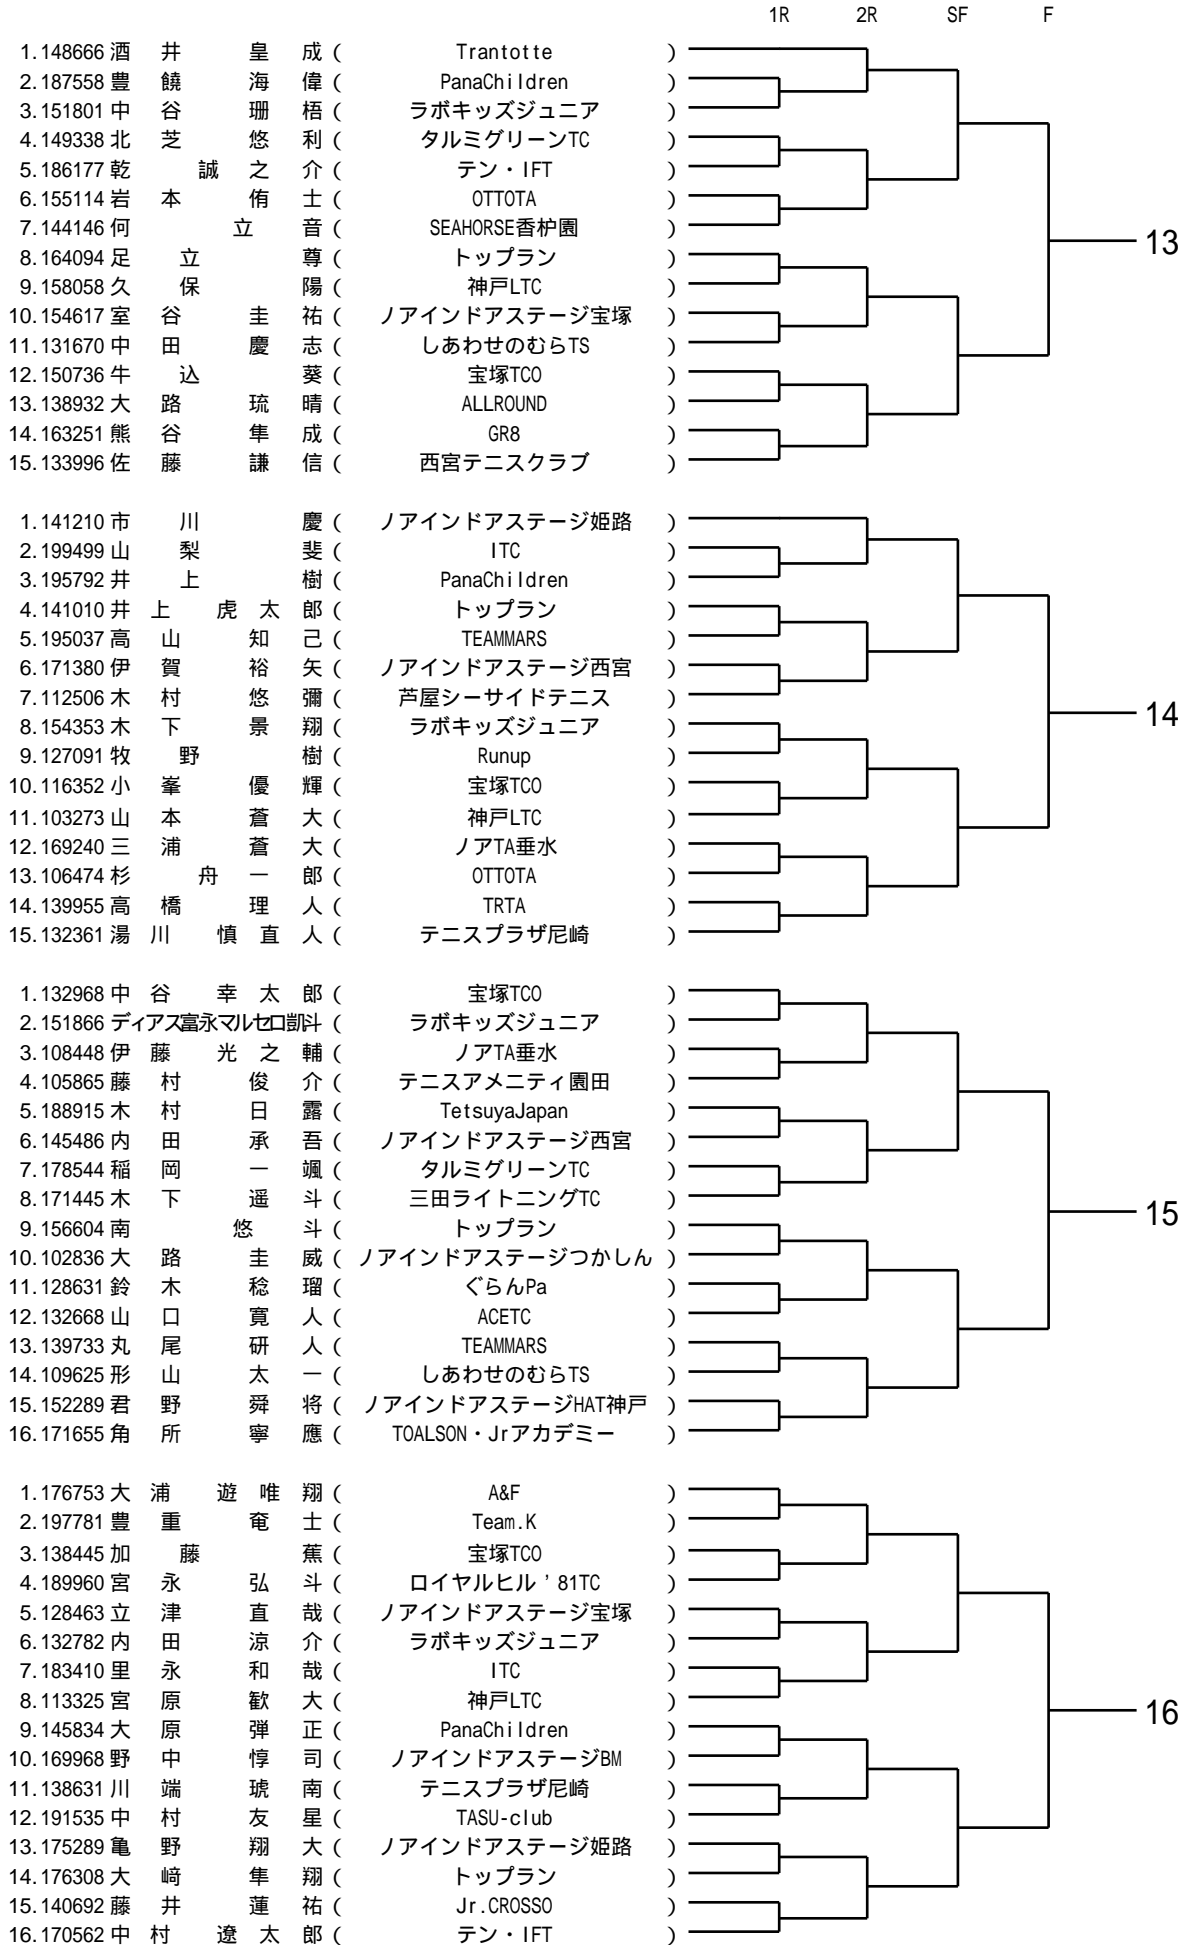 1R 2R SF F
1.148666 酒井 皇成 ( Trantotte )
2.187558 豊饒 海偉 ( PanaChildren )
3.151801 中谷 珊梧 ( ラボキッズジュニア )
4.149338 北芝 悠利 ( タルミグリーンTC )
5.186177 乾 誠之介 ( テン・IFT )
6.155114 岩本 侑士 ( OTTOTA )
7.144146 何 立音 ( SEAHORSE香枦園 )
13
8.164094 足立 尊 ( トップラン )
9.158058 久保 陽 ( 神戸LTC )
10.154617 室谷 圭祐 ( ノアインドアステージ宝塚 )
11.131670 中田 慶志 ( しあわせのむらTS )
12.150736 牛込 葵 ( 宝塚TCO )
13.138932 大路 琉晴 ( ALLROUND )
14.163251 熊谷 隼成 ( GR8 )
15.133996 佐藤 謙信 ( 西宮テニスクラブ )
1.141210 市川 慶 ( ノアインドアステージ姫路 )
2.199499 山梨 斐 ( ITC )
3.195792 井上 樹 ( PanaChildren )
4.141010 井上 虎太郎 ( トップラン )
5.195037 高山 知己 ( TEAMMARS )
6.171380 伊賀 裕矢 ( ノアインドアステージ西宮 )
7.112506 木村 悠彌 ( 芦屋シーサイドテニス )
14
8.154353 木下 景翔 ( ラボキッズジュニア )
9.127091 牧野 樹 ( Runup )
10.116352 小峯 優輝 ( 宝塚TCO )
11.103273 山本 蒼大 ( 神戸LTC )
12.169240 三浦 蒼大 ( ノアTA垂水 )
13.106474 杉 舟一郎 ( OTTOTA )
14.139955 高橋 理人 ( TRTA )
15.132361 湯川 慎直人 ( テニスプラザ尼崎 )
1.132968 中谷 幸太郎 ( 宝塚TCO )
2.151866 ディアス富永マルセロ凱斗 ( ラボキッズジュニア )
3.108448 伊藤 光之輔 ( ノアTA垂水 )
4.105865 藤村 俊介 ( テニスアメニティ園田 )
5.188915 木村 日露 ( TetsuyaJapan )
6.145486 内田 承吾 ( ノアインドアステージ西宮 )
7.178544 稲岡 一颯 ( タルミグリーンTC )
8.171445 木下 遥斗 ( 三田ライトニングTC )
15
9.156604 南 悠斗 ( トップラン )
10.102836 大路 圭威 ( ノアインドアステージつかしん )
11.128631 鈴木 稔瑠 ( ぐらんPa )
12.132668 山口 寛人 ( ACETC )
13.139733 丸尾 研人 ( TEAMMARS )
14.109625 形山 太一 ( しあわせのむらTS )
15.152289 君野 舜将 ( ノアインドアステージHAT神戸 )
16.171655 角所 寧應 ( TOALSON・Jrアカデミー )
1.176753 大浦 遊唯翔 ( A&F )
2.197781 豊重 竜士 ( Team.K )
3.138445 加藤 蕉 ( 宝塚TCO )
4.189960 宮永 弘斗 ( ロイヤルヒル'81TC )
5.128463 立津 直哉 ( ノアインドアステージ宝塚 )
6.132782 内田 涼介 ( ラボキッズジュニア )
7.183410 里永 和哉 ( ITC )
8.113325 宮原 歓大 ( 神戸LTC )
16
9.145834 大原 弾正 ( PanaChildren )
10.169968 野中 惇司 ( ノアインドアステージBM )
11.138631 川端 琥南 ( テニスプラザ尼崎 )
12.191535 中村 友星 ( TASU-club )
13.175289 亀野 翔大 ( ノアインドアステージ姫路 )
14.176308 大﨑 隼翔 ( トップラン )
15.140692 藤井 蓮祐 ( Jr.CROSSO )
16.170562 中村 遼太郎 ( テン・IFT )